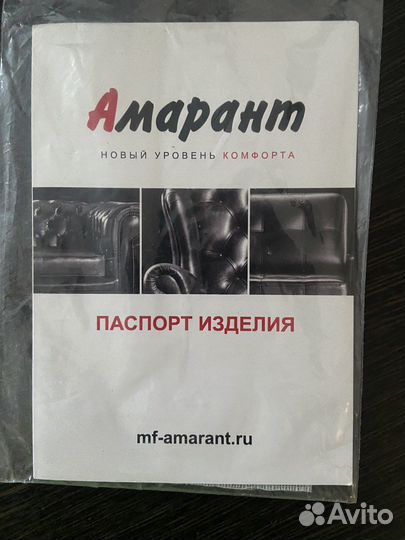 Амарант
НОВЫЙ УРОВЕНЬ КОМФОРТА
ПАСПОРТ ИЗДЕЛИЯ
mf-amarant.ru
Avito